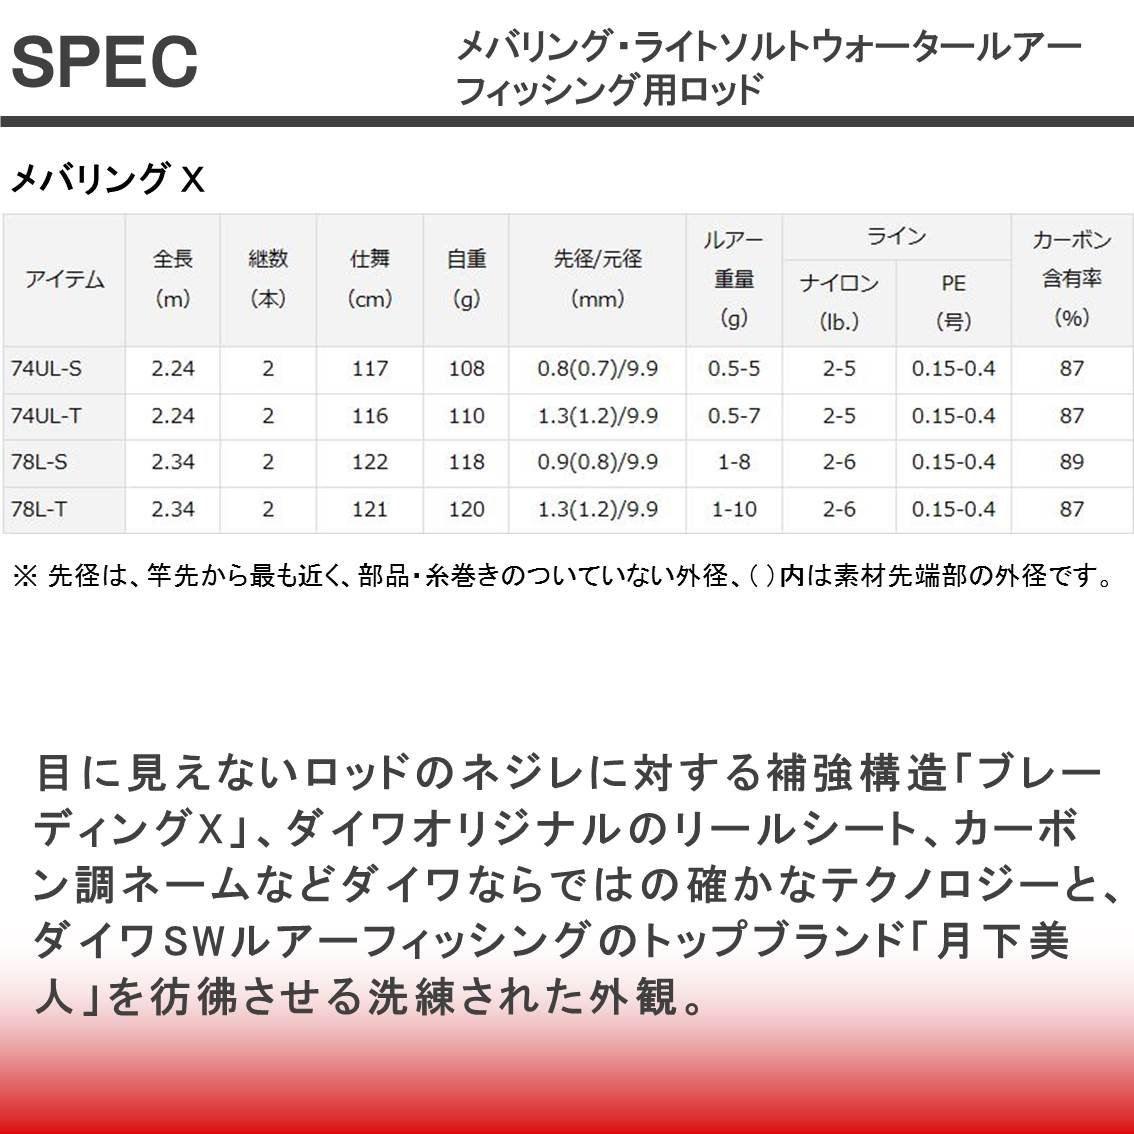 SPEC
メバリング・ライトソルトウォータールアー
フィッシング用ロッド
メバリング X
アイテム 全長 (m) 継数 (本) 仕舞 (cm) 自重 (g) 先径/元径 (mm) ルアー 重量 (g) ライン ナイロン (lb.) PE (号) カーボン 含有率 (%)
74UL-S 2.24 2 117 108 0.8(0.7)/9.9 0.5-5 2-5 0.15-0.4 87
74UL-T 2.24 2 116 110 1.3(1.2)/9.9 0.5-7 2-5 0.15-0.4 87
78L-S 2.34 2 122 118 0.9(0.8)/9.9 1-8 2-6 0.15-0.4 89
78L-T 2.34 2 121 120 1.3(1.2)/9.9 1-10 2-6 0.15-0.4 87
※ 先径は、竿先から最も近く、部品・糸巻きのついていない外径、( )内は素材先端部の外径です。
目に見えないロッドのネジレに対する補強構造「ブレー
ディングX」、ダイワオリジナルのリールシート、カーボ
ン調ネームなどダイワならではの確かなテクノロジーと、
ダイワSWルアーフィッシングのトップブランド「月下美
人」を彷彿させる洗練された外観。